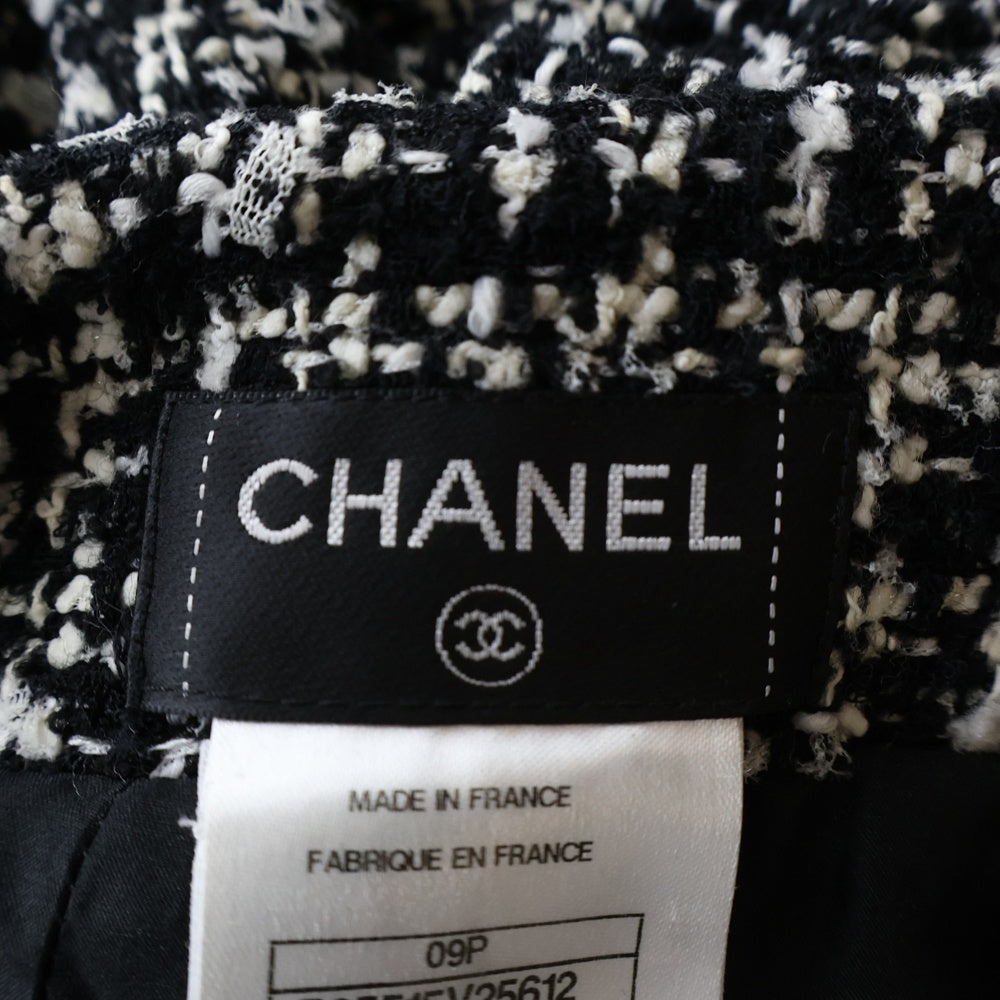 CHANEL
MADE IN FRANCE
FABRIQUE EN FRANCE
09P